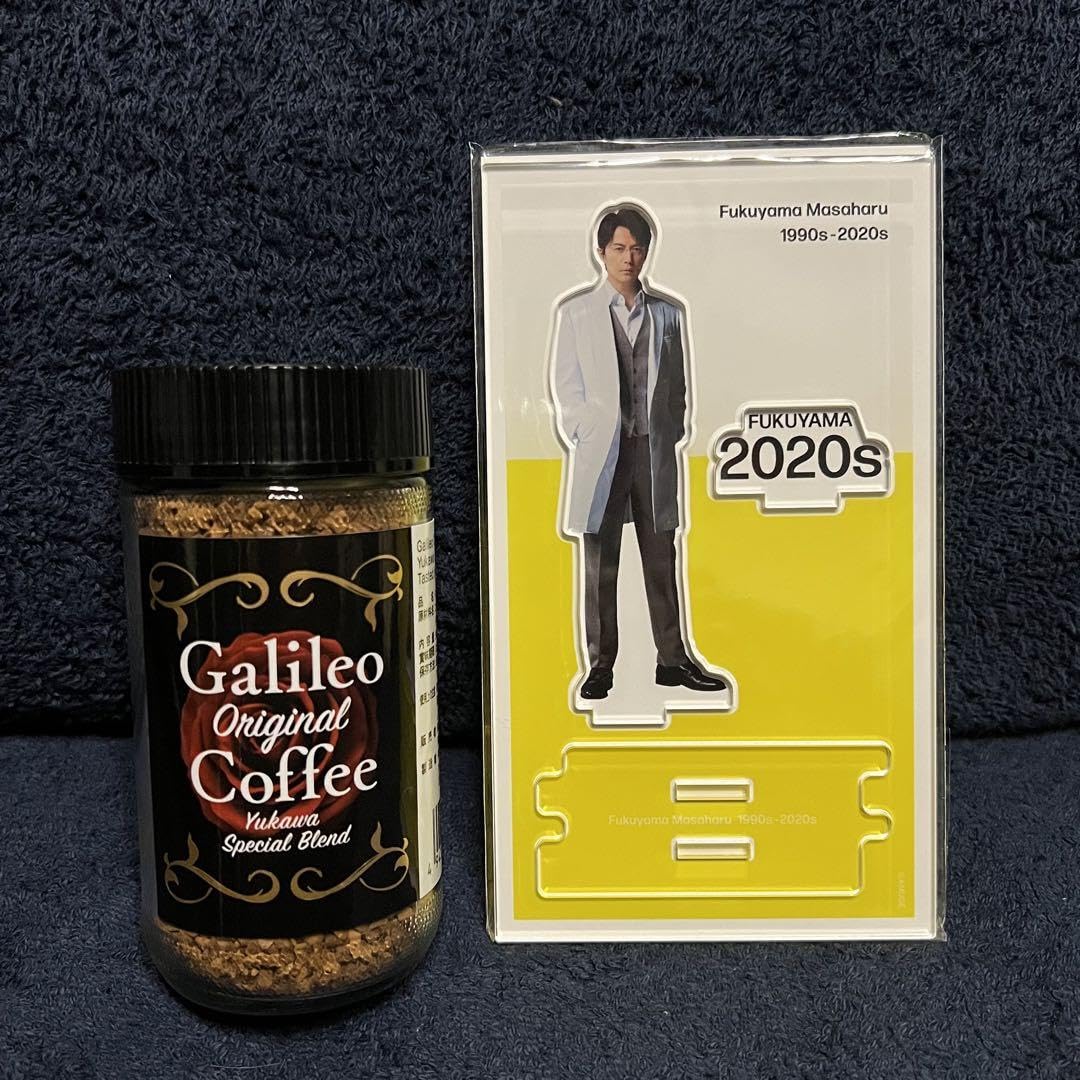 Galileo
Original
Coffee
Yukawa
Special Blend
Fukuyama Masaharu
1990s-2020s
FUKUYAMA
2020s
Fukuyama Masaharu 1990s-2020s